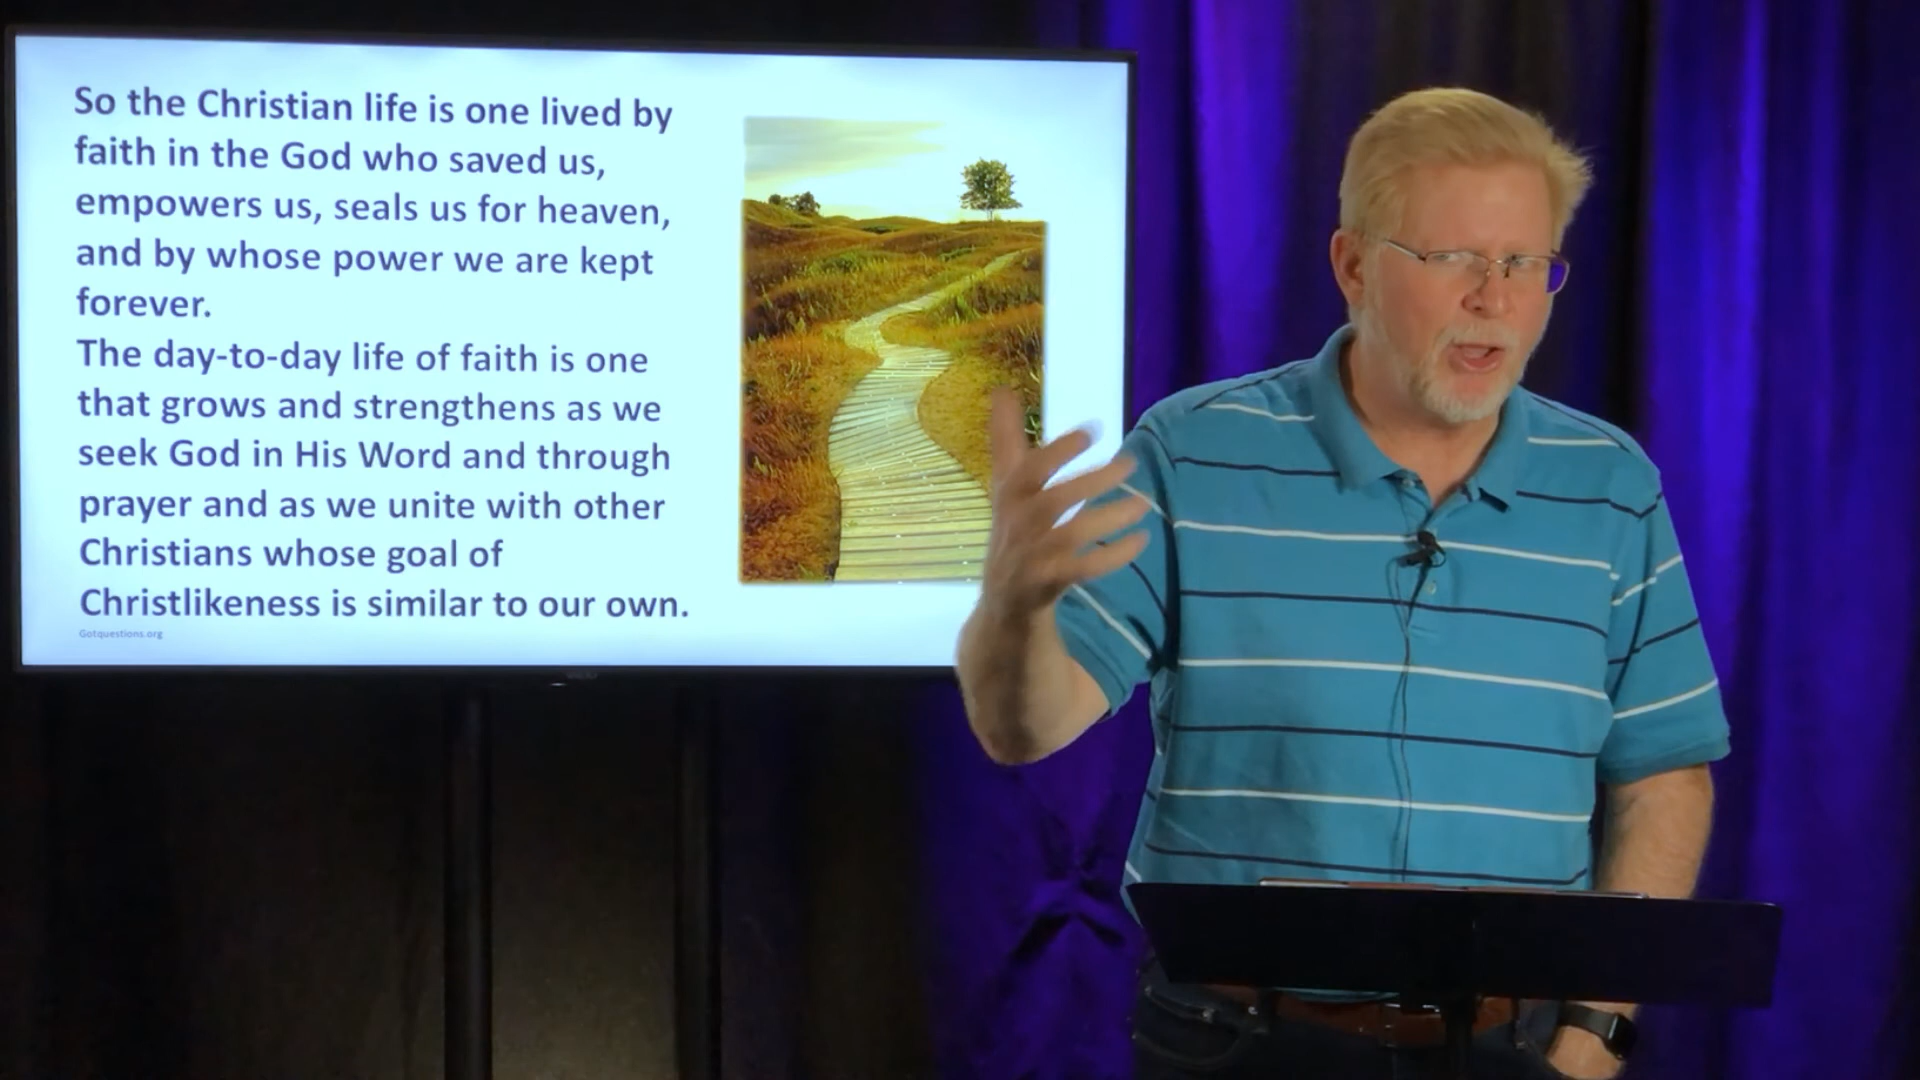 So the Christian life is one lived by
faith in the God who saved us,
empowers us, seals us for heaven,
and by whose power we are kept
forever.
The day-to-day life of faith is one
that grows and strengthens as we
seek God in His Word and through
prayer and as we unite with other
Christians whose goal of
Christlikeness is similar to our own.
Gotquestions.org